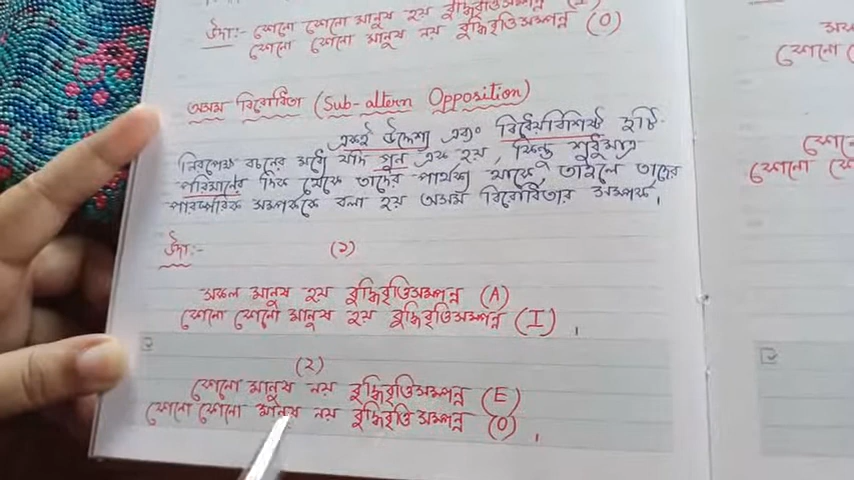 উদা:- কোনো কোনো মানুষ হয় বুদ্ধিবৃত্তিসম্পন্ন (I)
কোনো কোনো মানুষ নয় বুদ্ধিবৃত্তিসম্পন্ন (O)
অসম বিরোধিতা (Sub-altern Opposition)
একই উদ্দেশ্য এবং বিধেয়বিশিষ্ট দুটি
নিরপেক্ষ বচনের মধ্যে যদি গুন এক হয়, কিন্তু শুধুমাত্র
পরিমানের দিক থেকে তাদের পার্থক্য থাকে, তাহলে তাদের
পারস্পরিক সম্পর্ককে বলা হয় অসম বিরোধিতার সম্পর্ক।
উদা:-
(১)
সকল মানুষ হয় বুদ্ধিবৃত্তিসম্পন্ন (A)
কোনো কোনো মানুষ হয় বুদ্ধিবৃত্তিসম্পন্ন (I)।
(২)
কোনো মানুষ নয় বুদ্ধিবৃত্তিসম্পন্ন (E)
কোনো কোনো মানুষ নয় বুদ্ধিবৃত্তিসম্পন্ন (O)।